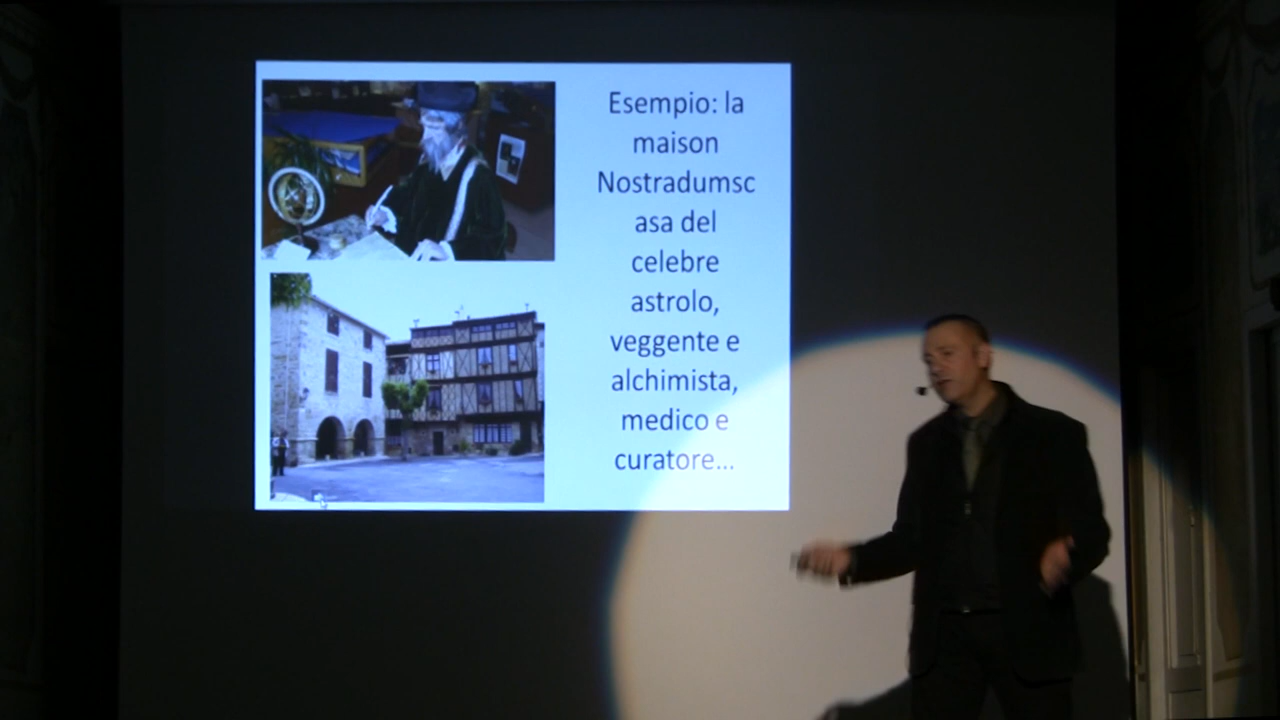 Esempio: la
maison
Nostradumsc
asa del
celebre
astrolo,
veggente e
alchimista,
medico e
curatore...